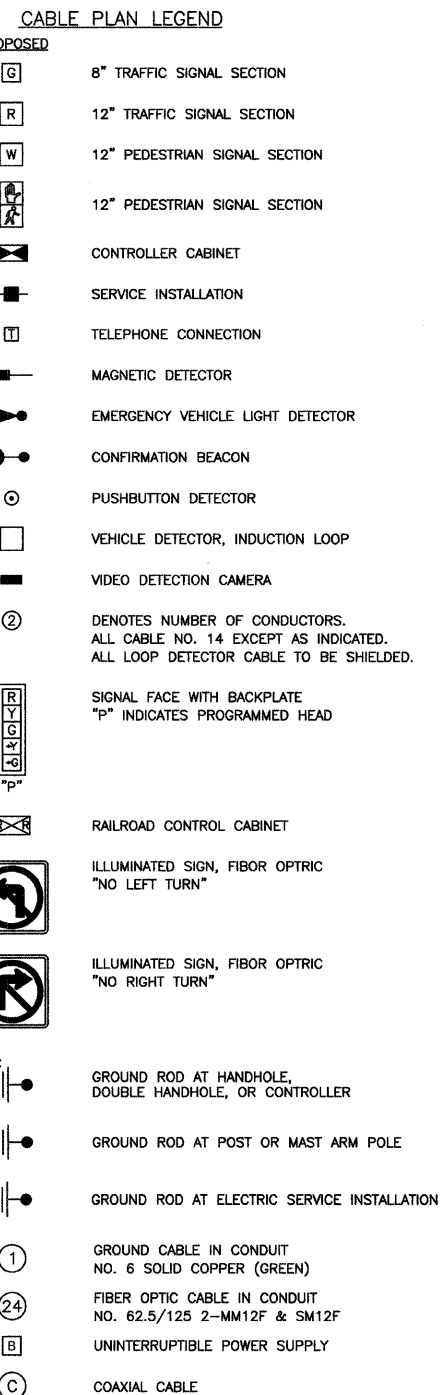 CABLE PLAN LEGEND
OPOSED
G 8" TRAFFIC SIGNAL SECTION
R 12" TRAFFIC SIGNAL SECTION
W 12" PEDESTRIAN SIGNAL SECTION
12" PEDESTRIAN SIGNAL SECTION
CONTROLLER CABINET
SERVICE INSTALLATION
T TELEPHONE CONNECTION
MAGNETIC DETECTOR
EMERGENCY VEHICLE LIGHT DETECTOR
CONFIRMATION BEACON
PUSHBUTTON DETECTOR
VEHICLE DETECTOR, INDUCTION LOOP
VIDEO DETECTION CAMERA
2 DENOTES NUMBER OF CONDUCTORS.
ALL CABLE NO. 14 EXCEPT AS INDICATED.
ALL LOOP DETECTOR CABLE TO BE SHIELDED.
R SIGNAL FACE WITH BACKPLATE
Y "P" INDICATES PROGRAMMED HEAD
G
Y
G
"P"
R RAILROAD CONTROL CABINET
ILLUMINATED SIGN, FIBOR OPTRIC
"NO LEFT TURN"
ILLUMINATED SIGN, FIBOR OPTRIC
"NO RIGHT TURN"
GROUND ROD AT HANDHOLE,
DOUBLE HANDHOLE, OR CONTROLLER
GROUND ROD AT POST OR MAST ARM POLE
GROUND ROD AT ELECTRIC SERVICE INSTALLATION
1 GROUND CABLE IN CONDUIT
NO. 6 SOLID COPPER (GREEN)
24 FIBER OPTIC CABLE IN CONDUIT
NO. 62.5/125 2-MM12F & SM12F
B UNINTERRUPTIBLE POWER SUPPLY
C COAXIAL CABLE